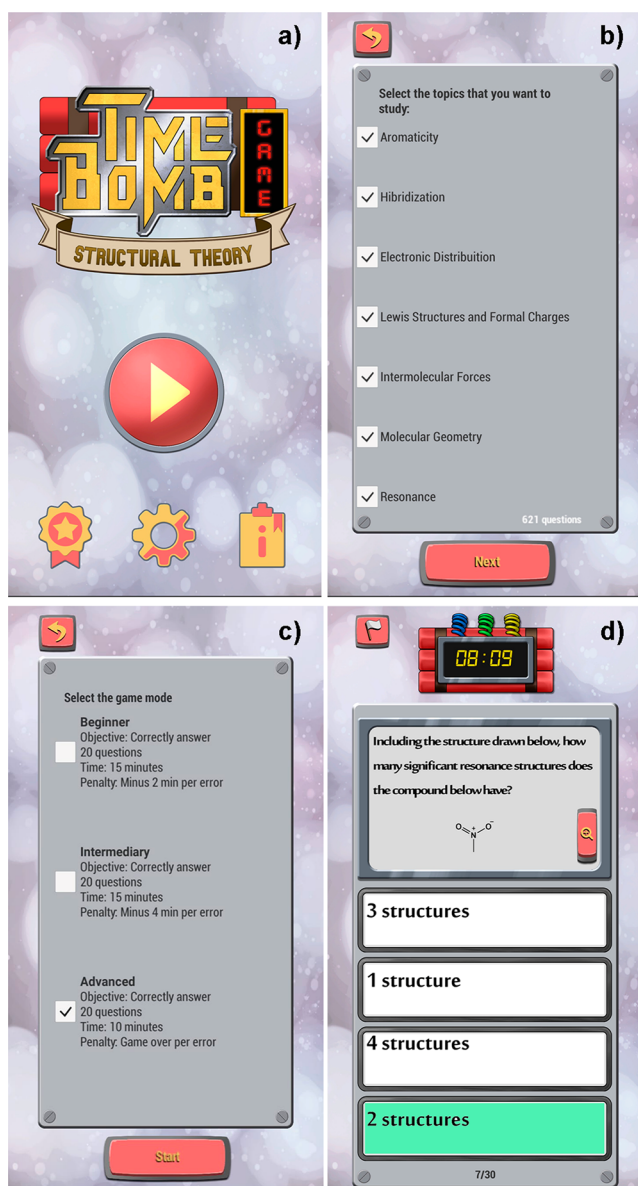 a)
TIME
BOMB
GAME
STRUCTURAL THEORY
b)
Select the topics that you want to
study:
Aromaticity
Hibridization
Electronic Distribuition
Lewis Structures and Formal Charges
Intermolecular Forces
Molecular Geometry
Resonance
621 questions
Next
c)
Select the game mode
Beginner
Objective: Correctly answer
20 questions
Time: 15 minutes
Penalty: Minus 2 min per error
Intermediary
Objective: Correctly answer
20 questions
Time: 15 minutes
Penalty: Minus 4 min per error
Advanced
Objective: Correctly answer
20 questions
Time: 10 minutes
Penalty: Game over per error
Start
d)
08:09
Including the structure drawn below, how
many significant resonance structures does
the compound below have?
O N+ O−
3 structures
1 structure
4 structures
2 structures
7/30